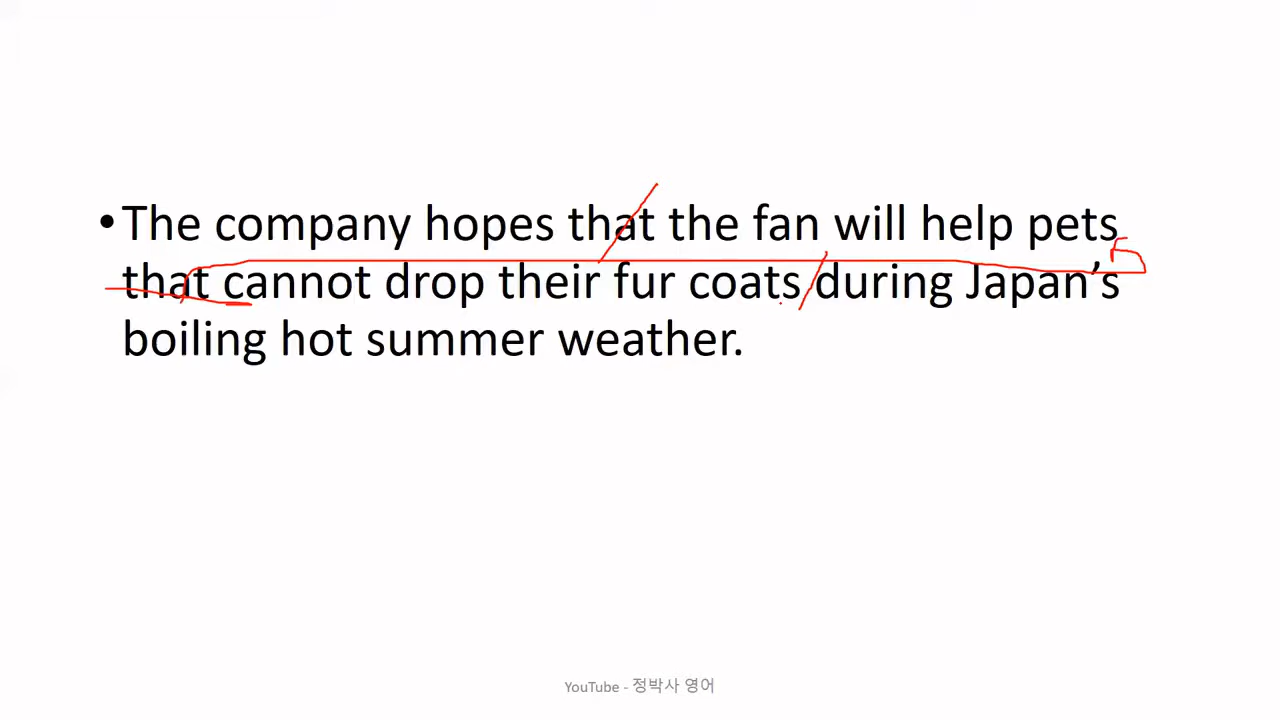 •The company hopes that the fan will help pets
that cannot drop their fur coats during Japan’s
boiling hot summer weather.
YouTube - 정박사 영어